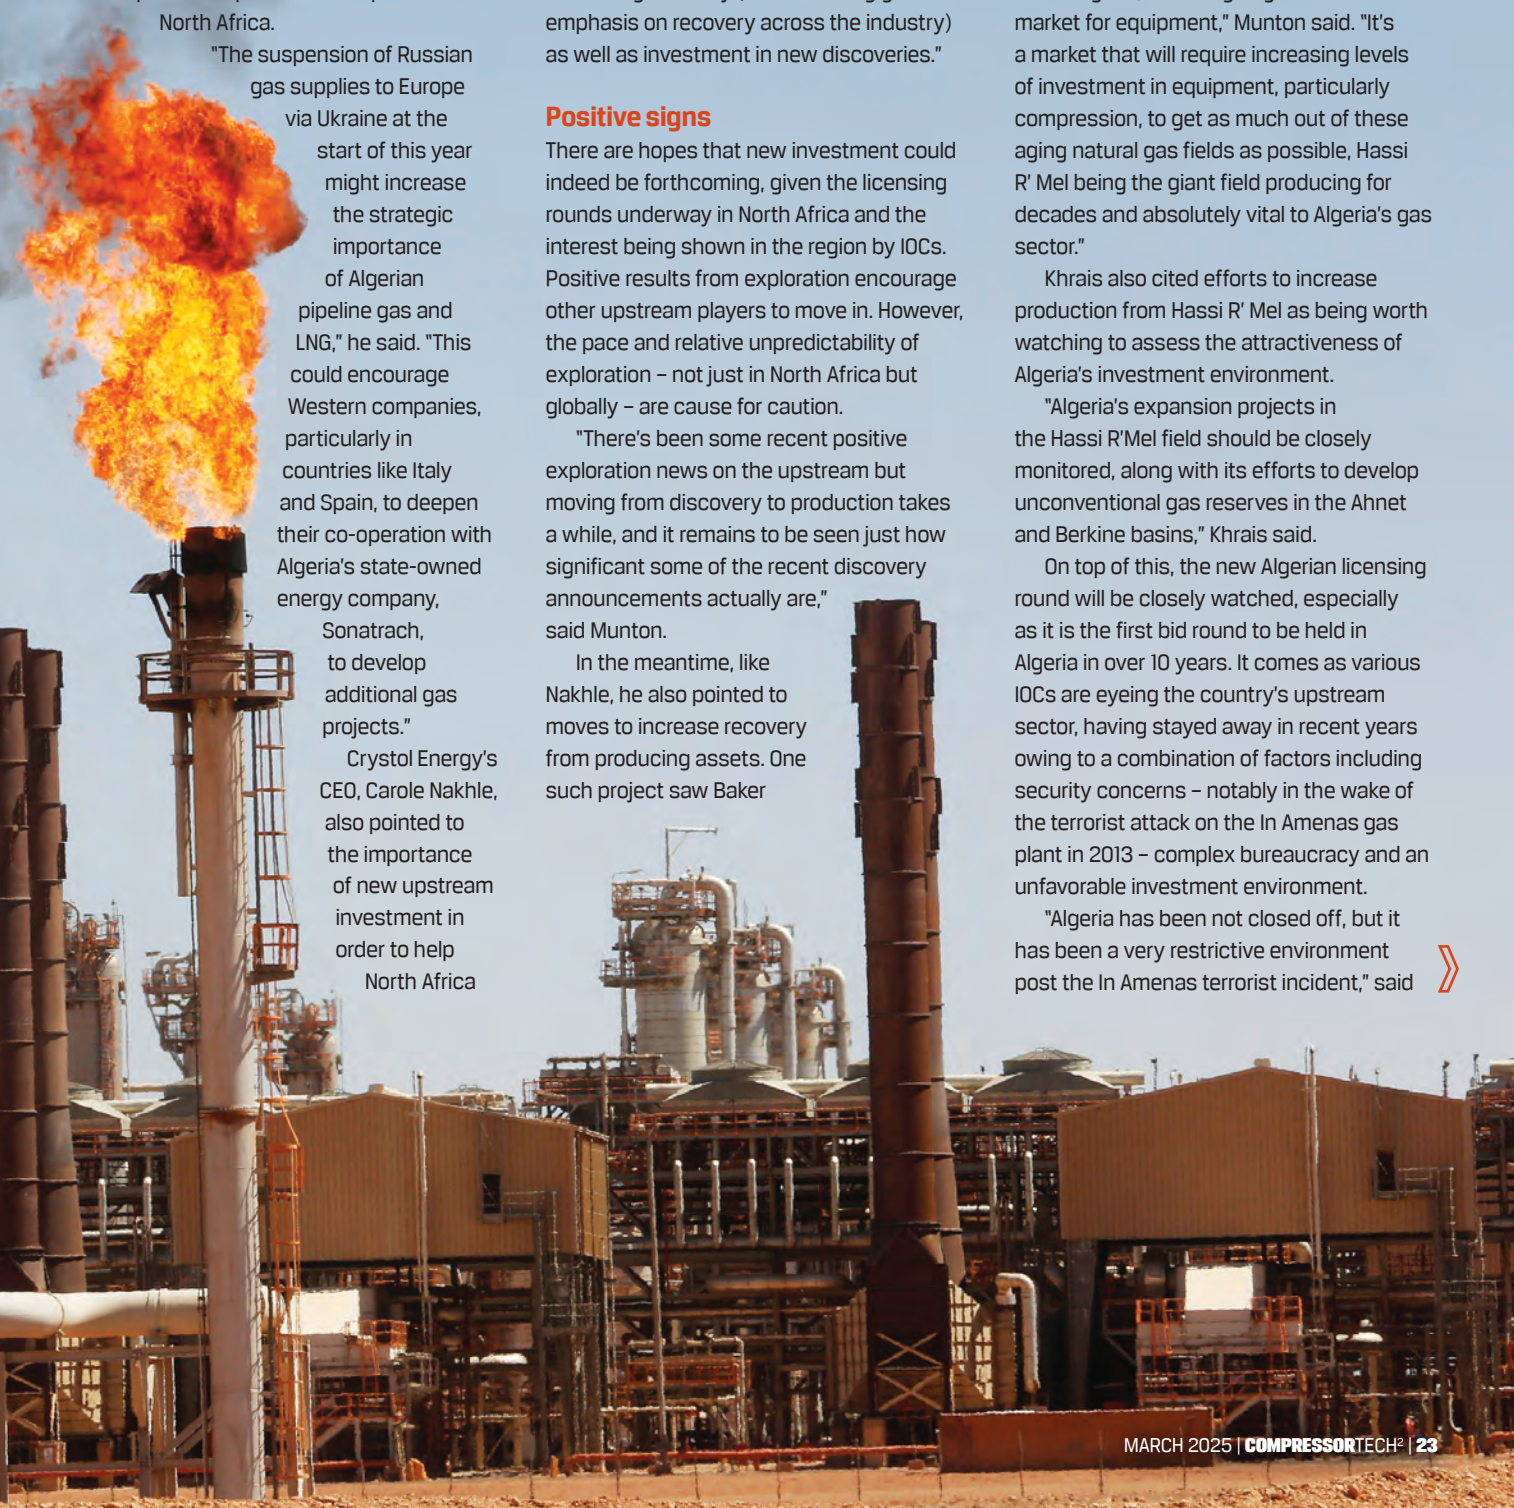 North Africa.
"The suspension of Russian
gas supplies to Europe
via Ukraine at the
start of this year
might increase
the strategic
importance
of Algerian
pipeline gas and
LNG," he said. "This
could encourage
Western companies,
particularly in
countries like Italy
and Spain, to deepen
their co-operation with
Algeria's state-owned
energy company,
Sonatrach,
to develop
additional gas
projects."
Crystol Energy's
CEO, Carole Nakhle,
also pointed to
the importance
of new upstream
investment in
order to help
North Africa
emphasis on recovery across the industry)
as well as investment in new discoveries."
Positive signs
There are hopes that new investment could
indeed be forthcoming, given the licensing
rounds underway in North Africa and the
interest being shown in the region by IOCs.
Positive results from exploration encourage
other upstream players to move in. However,
the pace and relative unpredictability of
exploration – not just in North Africa but
globally – are cause for caution.
"There's been some recent positive
exploration news on the upstream but
moving from discovery to production takes
a while, and it remains to be seen just how
significant some of the recent discovery
announcements actually are,"
said Munton.
In the meantime, like
Nakhle, he also pointed to
moves to increase recovery
from producing assets. One
such project saw Baker
market for equipment," Munton said. "It's
a market that will require increasing levels
of investment in equipment, particularly
compression, to get as much out of these
aging natural gas fields as possible, Hassi
R' Mel being the giant field producing for
decades and absolutely vital to Algeria's gas
sector."
Khrais also cited efforts to increase
production from Hassi R' Mel as being worth
watching to assess the attractiveness of
Algeria's investment environment.
"Algeria's expansion projects in
the Hassi R'Mel field should be closely
monitored, along with its efforts to develop
unconventional gas reserves in the Ahnet
and Berkine basins," Khrais said.
On top of this, the new Algerian licensing
round will be closely watched, especially
as it is the first bid round to be held in
Algeria in over 10 years. It comes as various
IOCs are eyeing the country's upstream
sector, having stayed away in recent years
owing to a combination of factors including
security concerns – notably in the wake of
the terrorist attack on the In Amenas gas
plant in 2013 – complex bureaucracy and an
unfavorable investment environment.
"Algeria has been not closed off, but it
has been a very restrictive environment
post the In Amenas terrorist incident," said
MARCH 2025 | COMPRESSORTECH² | 23